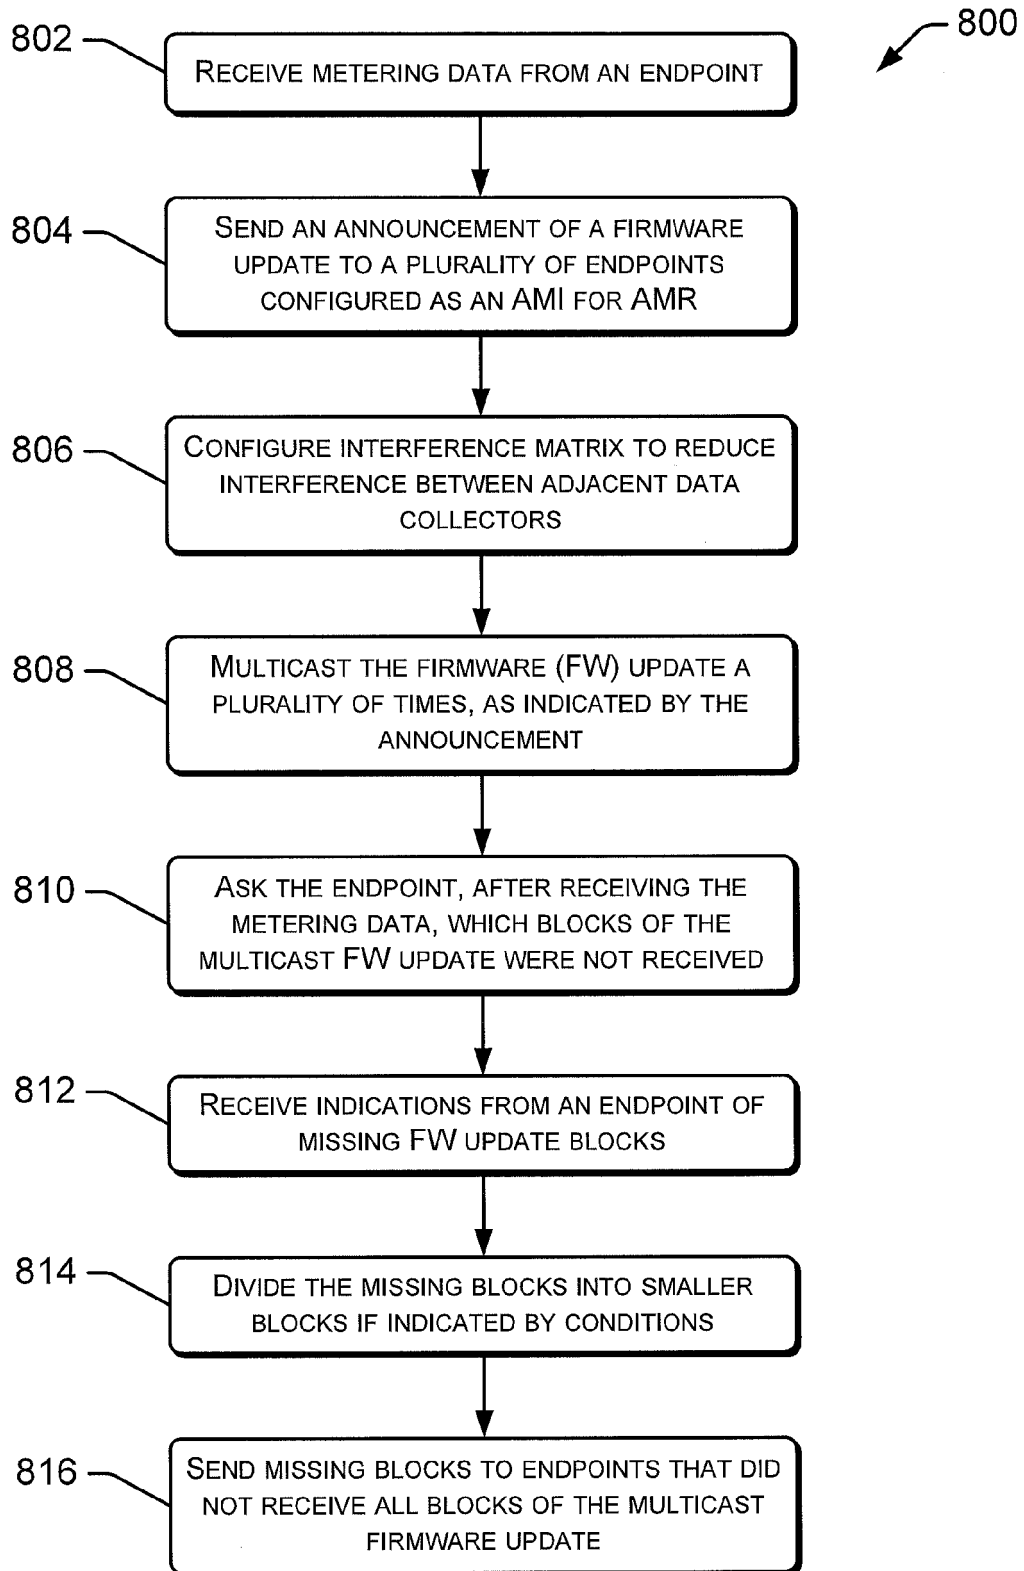 800
802
RECEIVE METERING DATA FROM AN ENDPOINT
804
SEND AN ANNOUNCEMENT OF A FIRMWARE
UPDATE TO A PLURALITY OF ENDPOINTS
CONFIGURED AS AN AMI FOR AMR
806
CONFIGURE INTERFERENCE MATRIX TO REDUCE
INTERFERENCE BETWEEN ADJACENT DATA
COLLECTORS
808
MULTICAST THE FIRMWARE (FW) UPDATE A
PLURALITY OF TIMES, AS INDICATED BY THE
ANNOUNCEMENT
810
ASK THE ENDPOINT, AFTER RECEIVING THE
METERING DATA, WHICH BLOCKS OF THE
MULTICAST FW UPDATE WERE NOT RECEIVED
812
RECEIVE INDICATIONS FROM AN ENDPOINT OF
MISSING FW UPDATE BLOCKS
814
DIVIDE THE MISSING BLOCKS INTO SMALLER
BLOCKS IF INDICATED BY CONDITIONS
816
SEND MISSING BLOCKS TO ENDPOINTS THAT DID
NOT RECEIVE ALL BLOCKS OF THE MULTICAST
FIRMWARE UPDATE